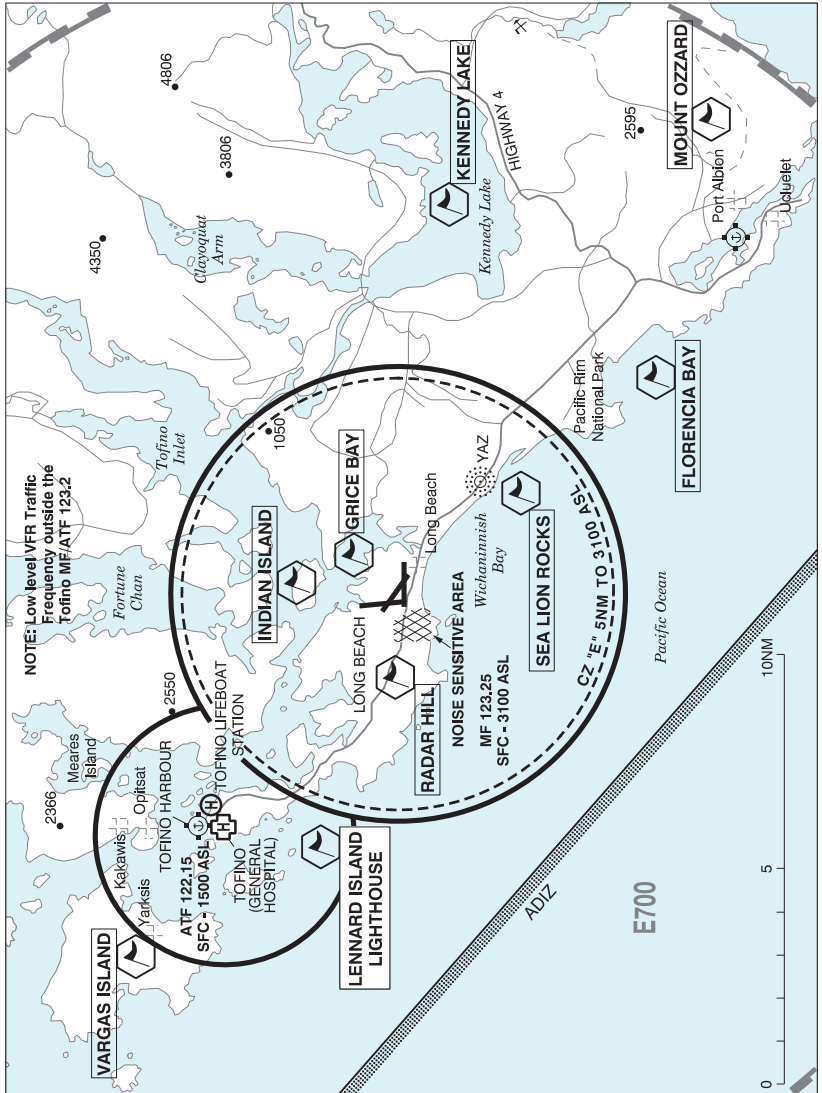 NOTE: Low level VFR Traffic
Frequency outside the
Tofino MF/ATF 123.2
4350
4806
3806
Clayoquat
Arm
KENNEDY LAKE
Kennedy Lake
HIGHWAY 4
2595
MOUNT OZZARD
Port Albion
Ucluelet
Meares
Island
2366
2550
Fortune
Chan
Tofino
Inlet
1050
Kakawis
Opitsat
Yarksis
VARGAS ISLAND
TOFINO HARBOUR
TOFINO LIFEBOAT
STATION
H
H
ATF 122.15
SFC - 1500 ASL
TOFINO
(GENERAL
HOSPITAL)
INDIAN ISLAND
GRICE BAY
LONG BEACH
Long Beach
YAZ
Wichaninnish
Bay
NOISE SENSITIVE AREA
RADAR HILL
MF 123.25
SFC - 3100 ASL
SEA LION ROCKS
CZ "E" 5NM TO 3100 ASL
Pacific Rim
National Park
FLORENCIA BAY
LENNARD ISLAND
LIGHTHOUSE
Pacific Ocean
ADIZ
E700
0
5
10NM